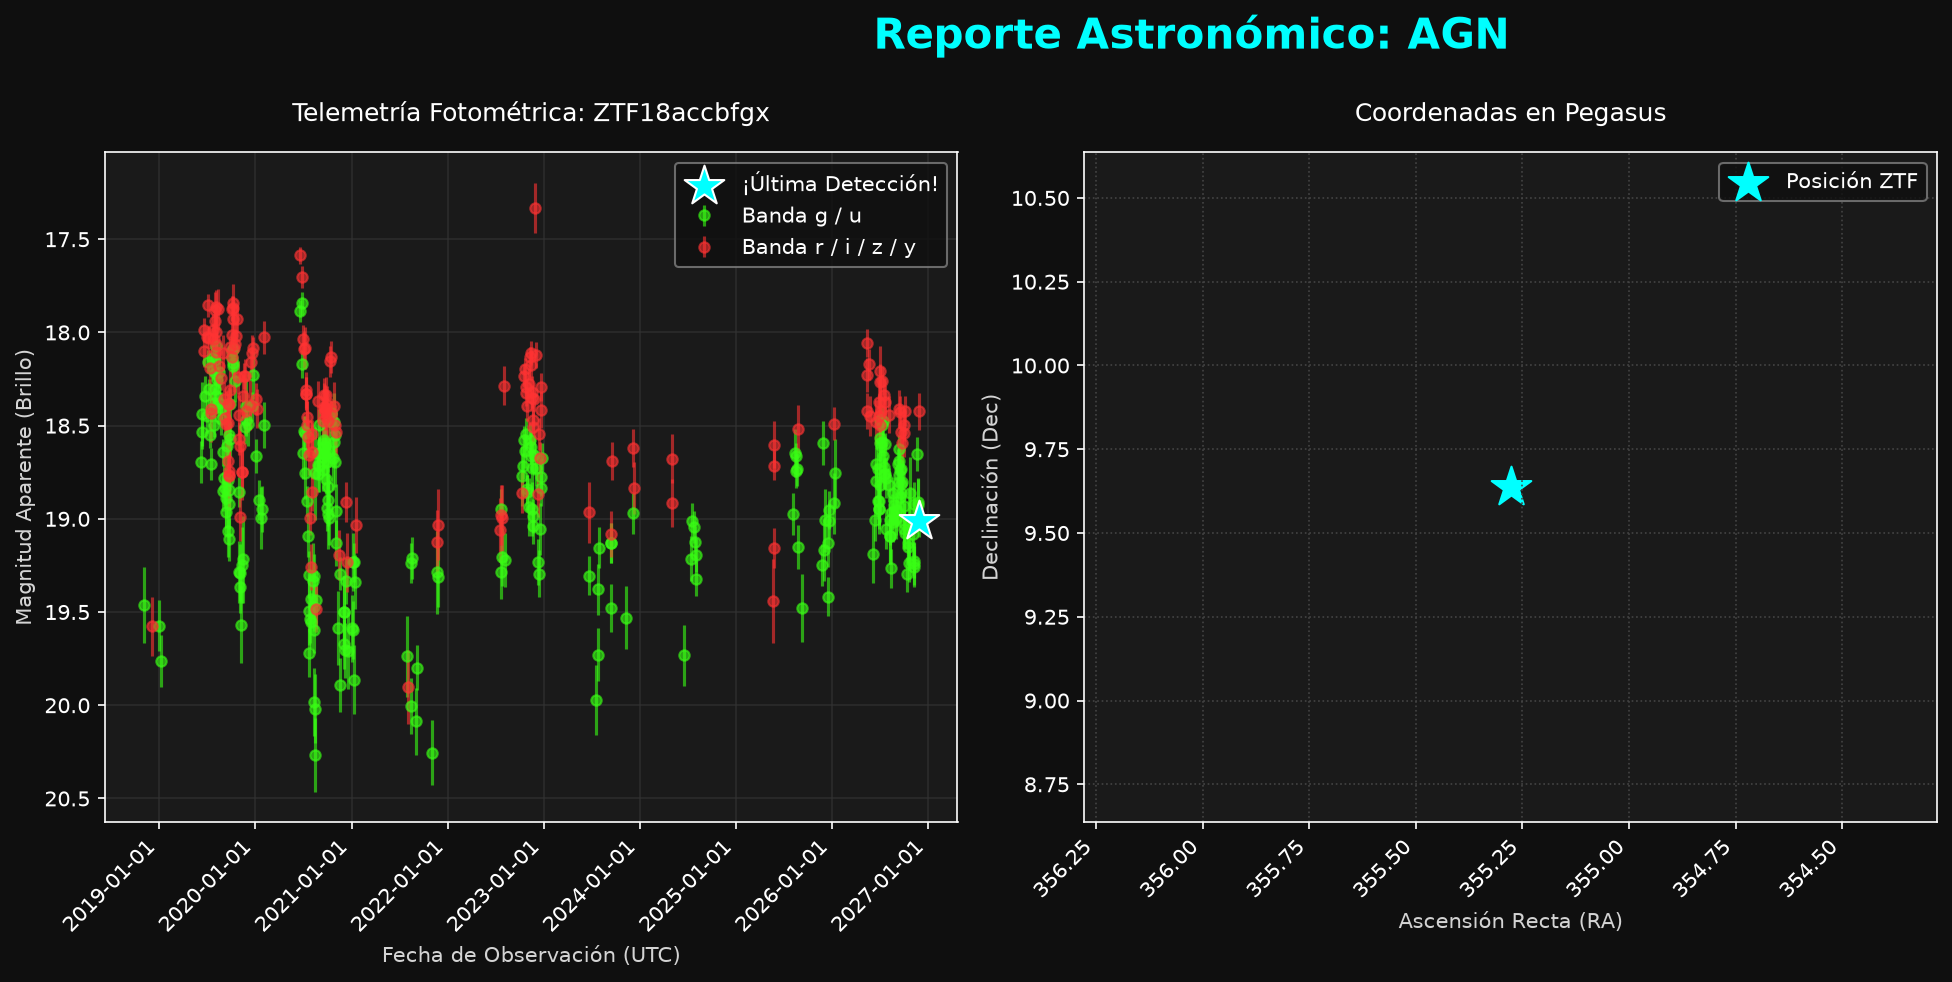 Reporte Astronómico: AGN
Telemetría Fotométrica: ZTF18accbfgx
¡Última Detección!
Banda g / u
Banda r / i / z / y
Magnitud Aparente (Brillo)
17.5
18.0
18.5
19.0
19.5
20.0
20.5
2019-01-01
2020-01-01
2021-01-01
2022-01-01
2023-01-01
2024-01-01
2025-01-01
2026-01-01
2027-01-01
Fecha de Observación (UTC)
Coordenadas en Pegasus
Posición ZTF
Declinación (Dec)
10.50
10.25
10.00
9.75
9.50
9.25
9.00
8.75
356.25
356.00
355.75
355.50
355.25
355.00
354.75
354.50
Ascensión Recta (RA)